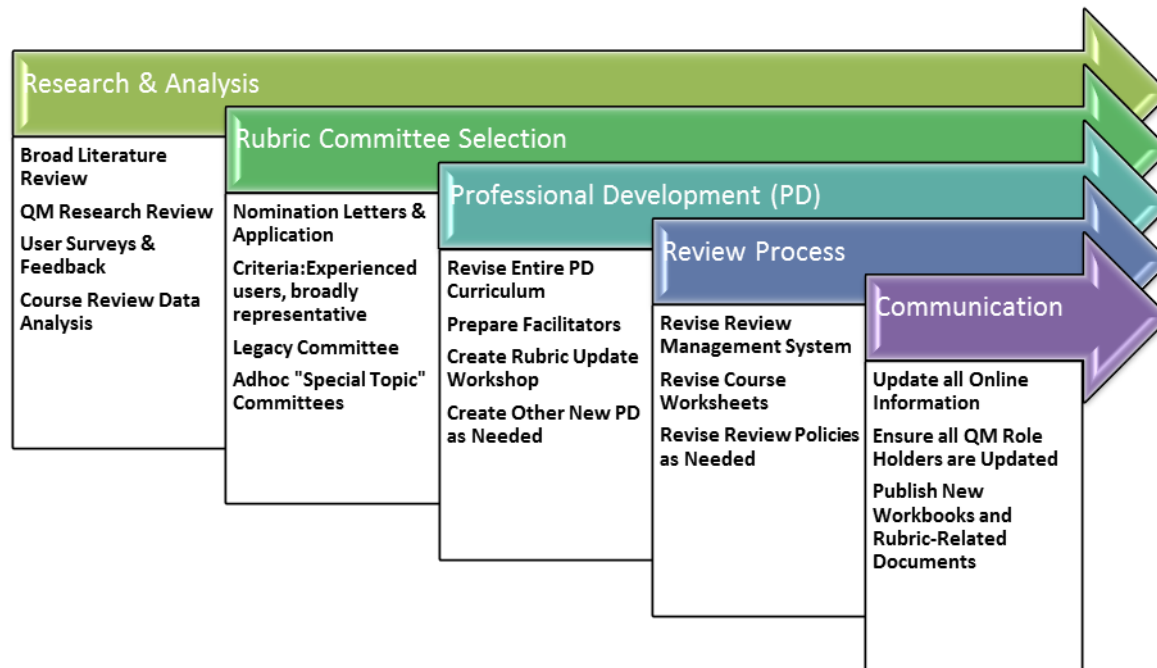 Research & Analysis
Broad Literature
Review
QM Research Review
User Surveys &
Feedback
Course Review Data
Analysis
Rubric Committee Selection
Nomination Letters &
Application
Criteria:Experienced
users, broadly
representative
Legacy Committee
Adhoc "Special Topic"
Committees
Professional Development (PD)
Revise Entire PD
Curriculum
Prepare Facilitators
Create Rubric Update
Workshop
Create Other New PD
as Needed
Review Process
Revise Review
Management System
Revise Course
Worksheets
Revise Review Policies
as Needed
Communication
Update all Online
Information
Ensure all QM Role
Holders are Updated
Publish New
Workbooks and
Rubric-Related
Documents